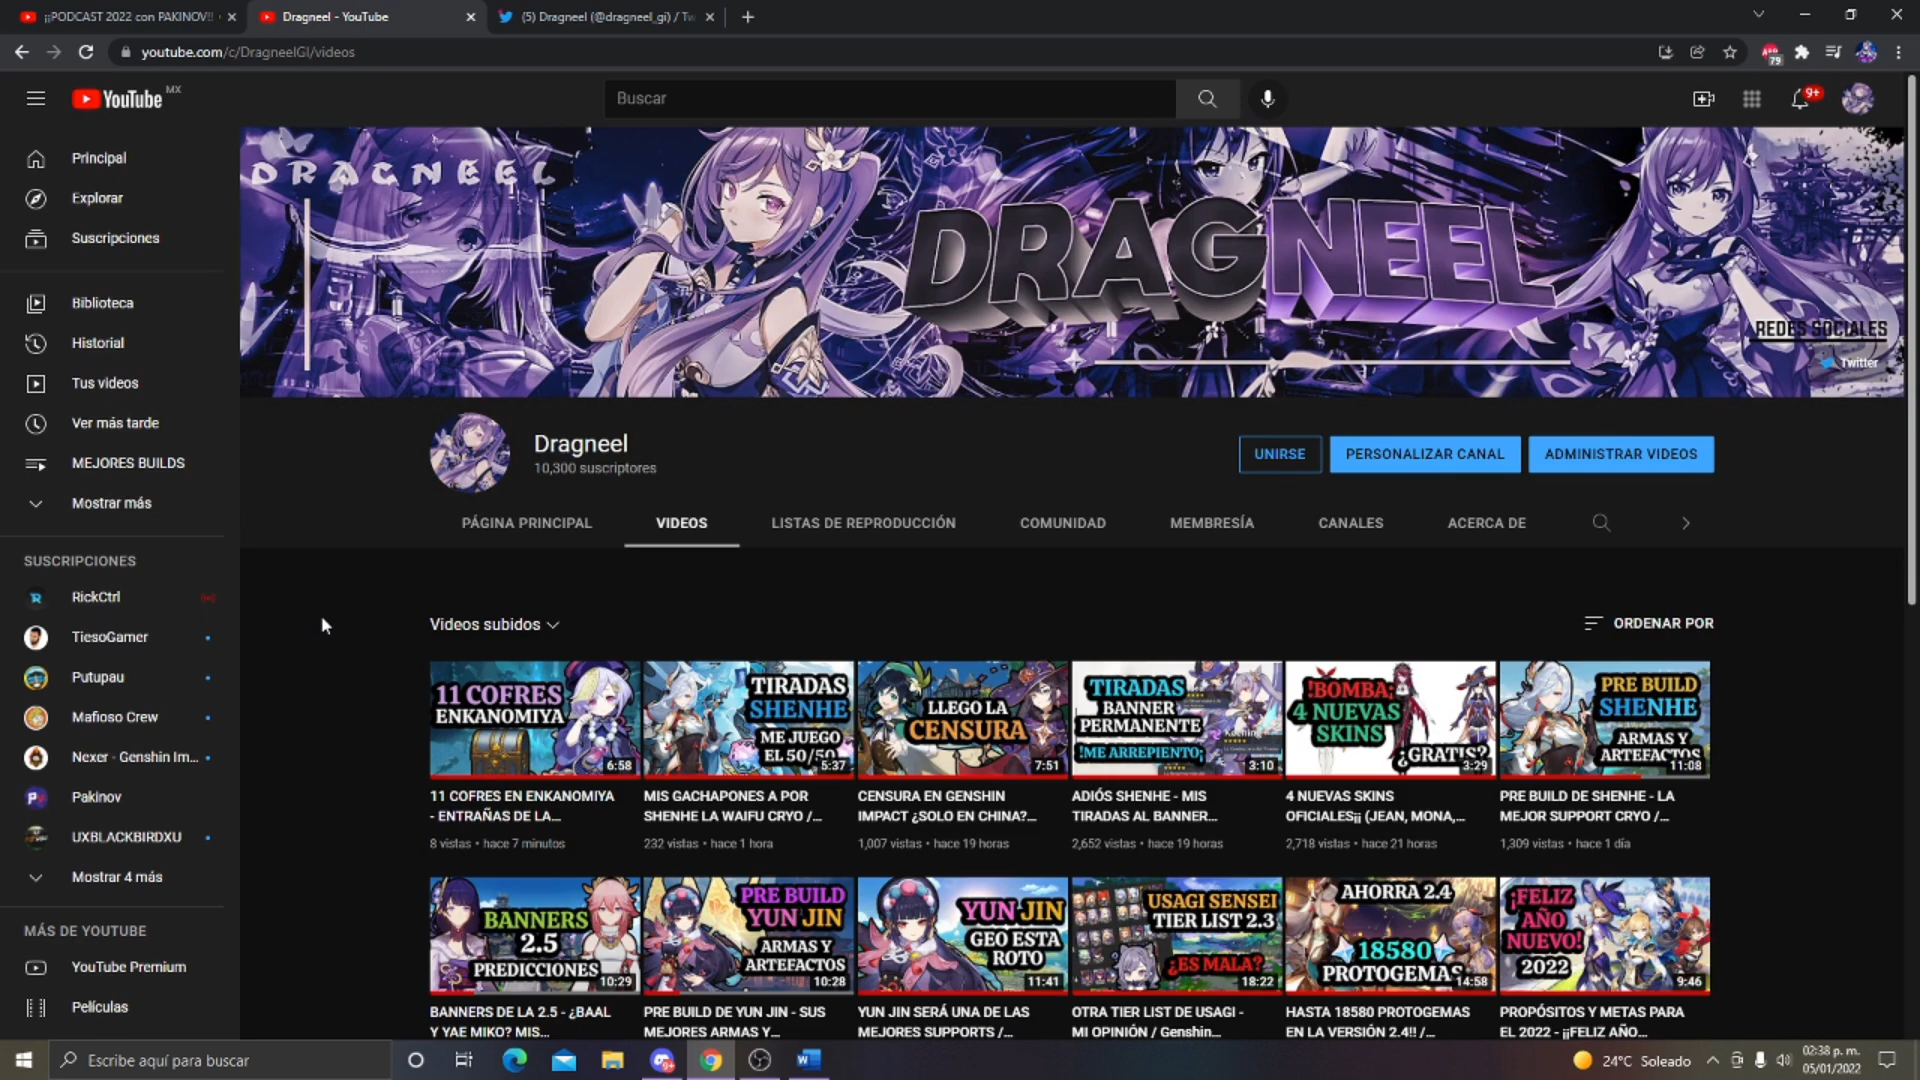 ¡¡PODCAST 2022 con PAKINOV!!
Dragneel - YouTube
(5) Dragneel (@dragneel_gi) / Tw
youtube.com/c/DragneelGI/videos
79
YouTube MX
Buscar
9+
Principal
Explorar
Suscripciones
Biblioteca
Historial
Tus videos
Ver más tarde
MEJORES BUILDS
Mostrar más
SUSCRIPCIONES
RickCtrl
TiesoGamer
Putupau
Mafioso Crew
Nexer - Genshin Im...
Pakinov
UXBLACKBIRDXU
Mostrar 4 más
MÁS DE YOUTUBE
YouTube Premium
Películas
DRAGNEEL
DRAGNEEL
REDES SOCIALES
Twitter
Dragneel
10,300 suscriptores
UNIRSE
PERSONALIZAR CANAL
ADMINISTRAR VIDEOS
PÁGINA PRINCIPAL
VIDEOS
LISTAS DE REPRODUCCIÓN
COMUNIDAD
MEMBRESÍA
CANALES
ACERCA DE
Videos subidos
ORDENAR POR
11 COFRES
ENKANOMIYA
6:58
11 COFRES EN ENKANOMIYA
- ENTRAÑAS DE LA...
8 vistas • hace 7 minutos
TIRADAS
SHENHE
ME JUEGO
EL 50/50
5:37
MIS GACHAPONES A POR
SHENHE LA WAIFU CRYO /...
232 vistas • hace 1 hora
LLEGO LA
CENSURA
7:51
CENSURA EN GENSHIN
IMPACT ¿SOLO EN CHINA?...
1,007 vistas • hace 19 horas
TIRADAS
BANNER
PERMANENTE
!ME ARREPIENTO¡
3:10
ADIÓS SHENHE - MIS
TIRADAS AL BANNER...
2,652 vistas • hace 19 horas
!BOMBA¡
4 NUEVAS
SKINS
¿GRATIS?
3:29
4 NUEVAS SKINS
OFICIALES¡¡ (JEAN, MONA,...
2,718 vistas • hace 21 horas
PRE BUILD
SHENHE
ARMAS Y
ARTEFACTOS
11:08
PRE BUILD DE SHENHE - LA
MEJOR SUPPORT CRYO /...
1,309 vistas • hace 1 día
BANNERS
2.5
PREDICCIONES
10:29
BANNERS DE LA 2.5 - ¿BAAL
Y YAE MIKO? MIS...
PRE BUILD
YUN JIN
ARMAS Y
ARTEFACTOS
10:28
PRE BUILD DE YUN JIN - SUS
MEJORES ARMAS Y...
YUN JIN
GEO ESTA
ROTO
11:41
YUN JIN SERÁ UNA DE LAS
MEJORES SUPPORTS /...
USAGI SENSEI
TIER LIST 2.3
¿ES MALA?
18:22
OTRA TIER LIST DE USAGI -
MI OPINIÓN / Genshin...
AHORRA 2.4
18580
PROTOGEMAS
14:58
HASTA 18580 PROTOGEMAS
EN LA VERSIÓN 2.4!! /...
¡FELIZ
AÑO
NUEVO!
2022
9:46
PROPÓSITOS Y METAS PARA
EL 2022 - ¡¡FELIZ AÑO...
Escribe aquí para buscar
24°C Soleado
02:38 p. m.
05/01/2022